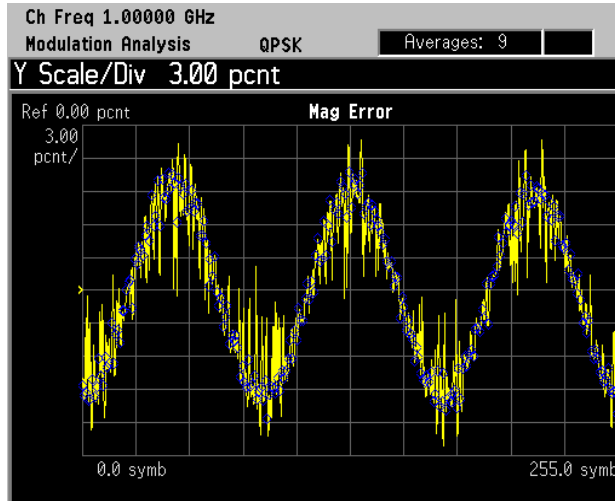 Ch Freq 1.00000 GHz
Modulation Analysis QPSK Averages: 9
Y Scale/Div 3.00 pcnt
Ref 0.00 pcnt Mag Error
3.00
pcnt/
0.0 symb 255.0 symb